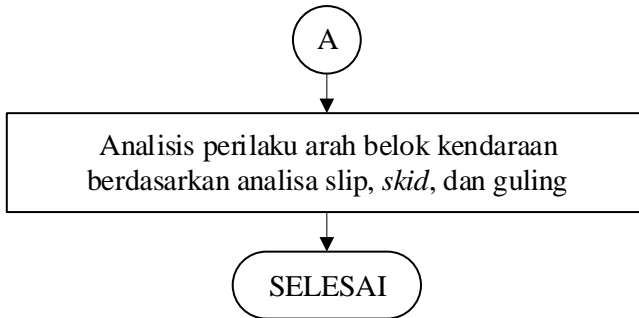 A
Analisis perilaku arah belok kendaraan
berdasarkan analisa slip, skid, dan guling
SELESAI